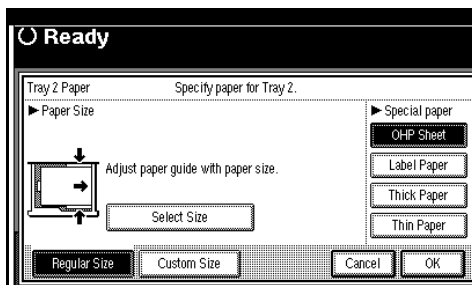 Ready
Tray 2 Paper Specify paper for Tray 2.
► Paper Size
► Special paper
OHP Sheet
Adjust paper guide with paper size.
Label Paper
Thick Paper
Select Size
Thin Paper
Regular Size Custom Size Cancel OK